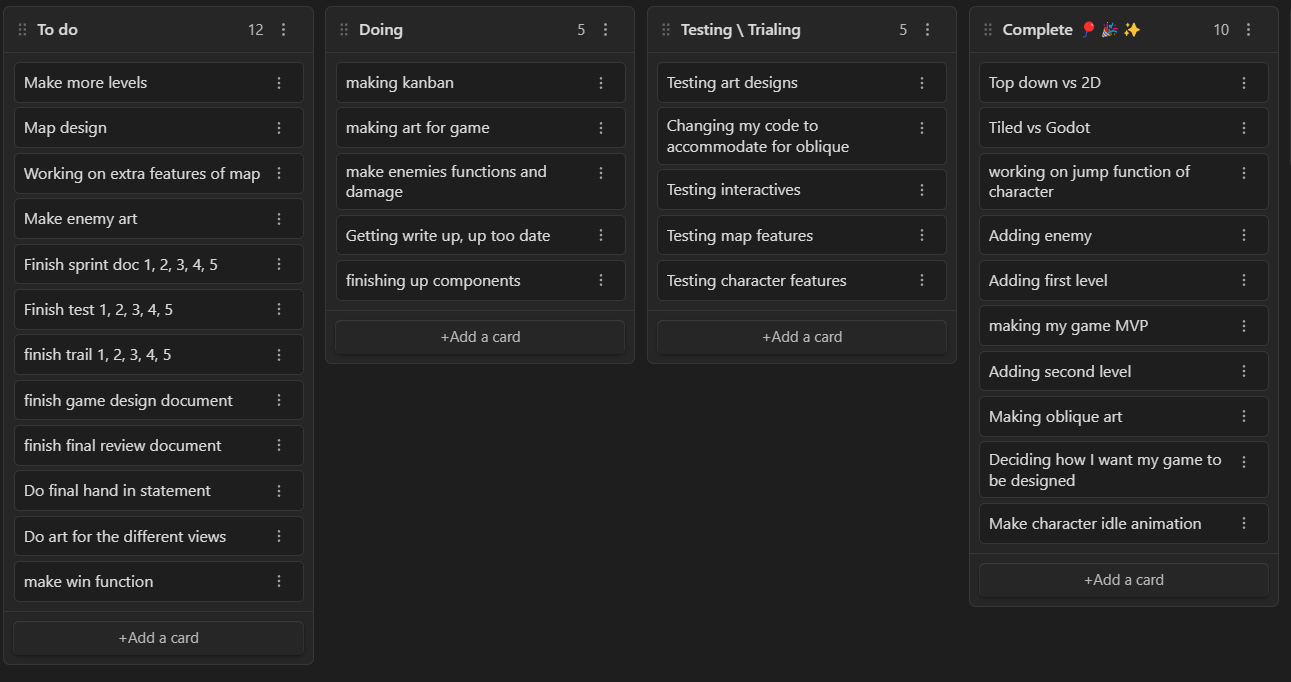 To do 12
Make more levels
Map design
Working on extra features of map
Make enemy art
Finish sprint doc 1, 2, 3, 4, 5
Finish test 1, 2, 3, 4, 5
finish trail 1, 2, 3, 4, 5
finish game design document
finish final review document
Do final hand in statement
Do art for the different views
make win function
+Add a card
Doing 5
making kanban
making art for game
make enemies functions and
damage
Getting write up, up too date
finishing up components
+Add a card
Testing \ Trialing 5
Testing art designs
Changing my code to
accommodate for oblique
Testing interactives
Testing map features
Testing character features
+Add a card
Complete 🎈 🎉 ✨ 10
Top down vs 2D
Tiled vs Godot
working on jump function of
character
Adding enemy
Adding first level
making my game MVP
Adding second level
Making oblique art
Deciding how I want my game to
be designed
Make character idle animation
+Add a card